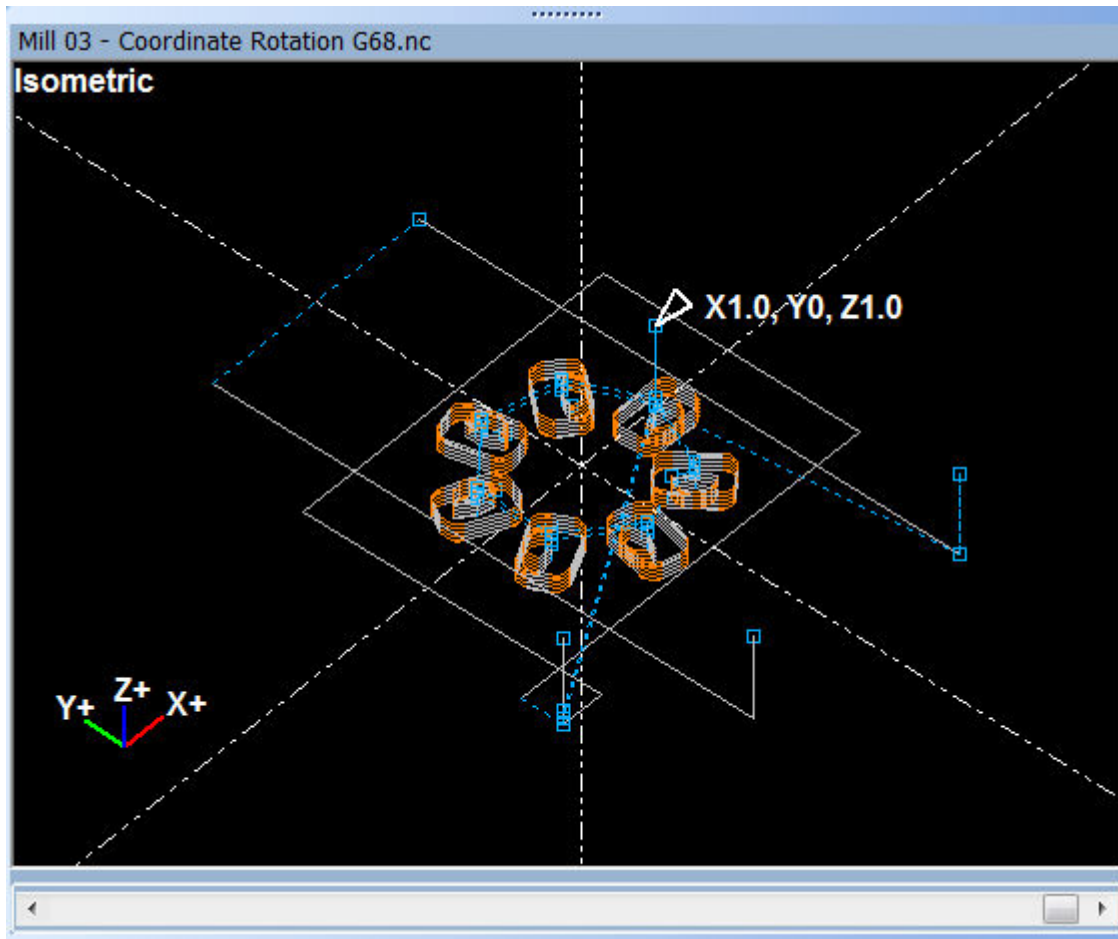 Mill 03 - Coordinate Rotation G68.nc
Isometric
X1.0, Y0, Z1.0
Y+ Z+ X+